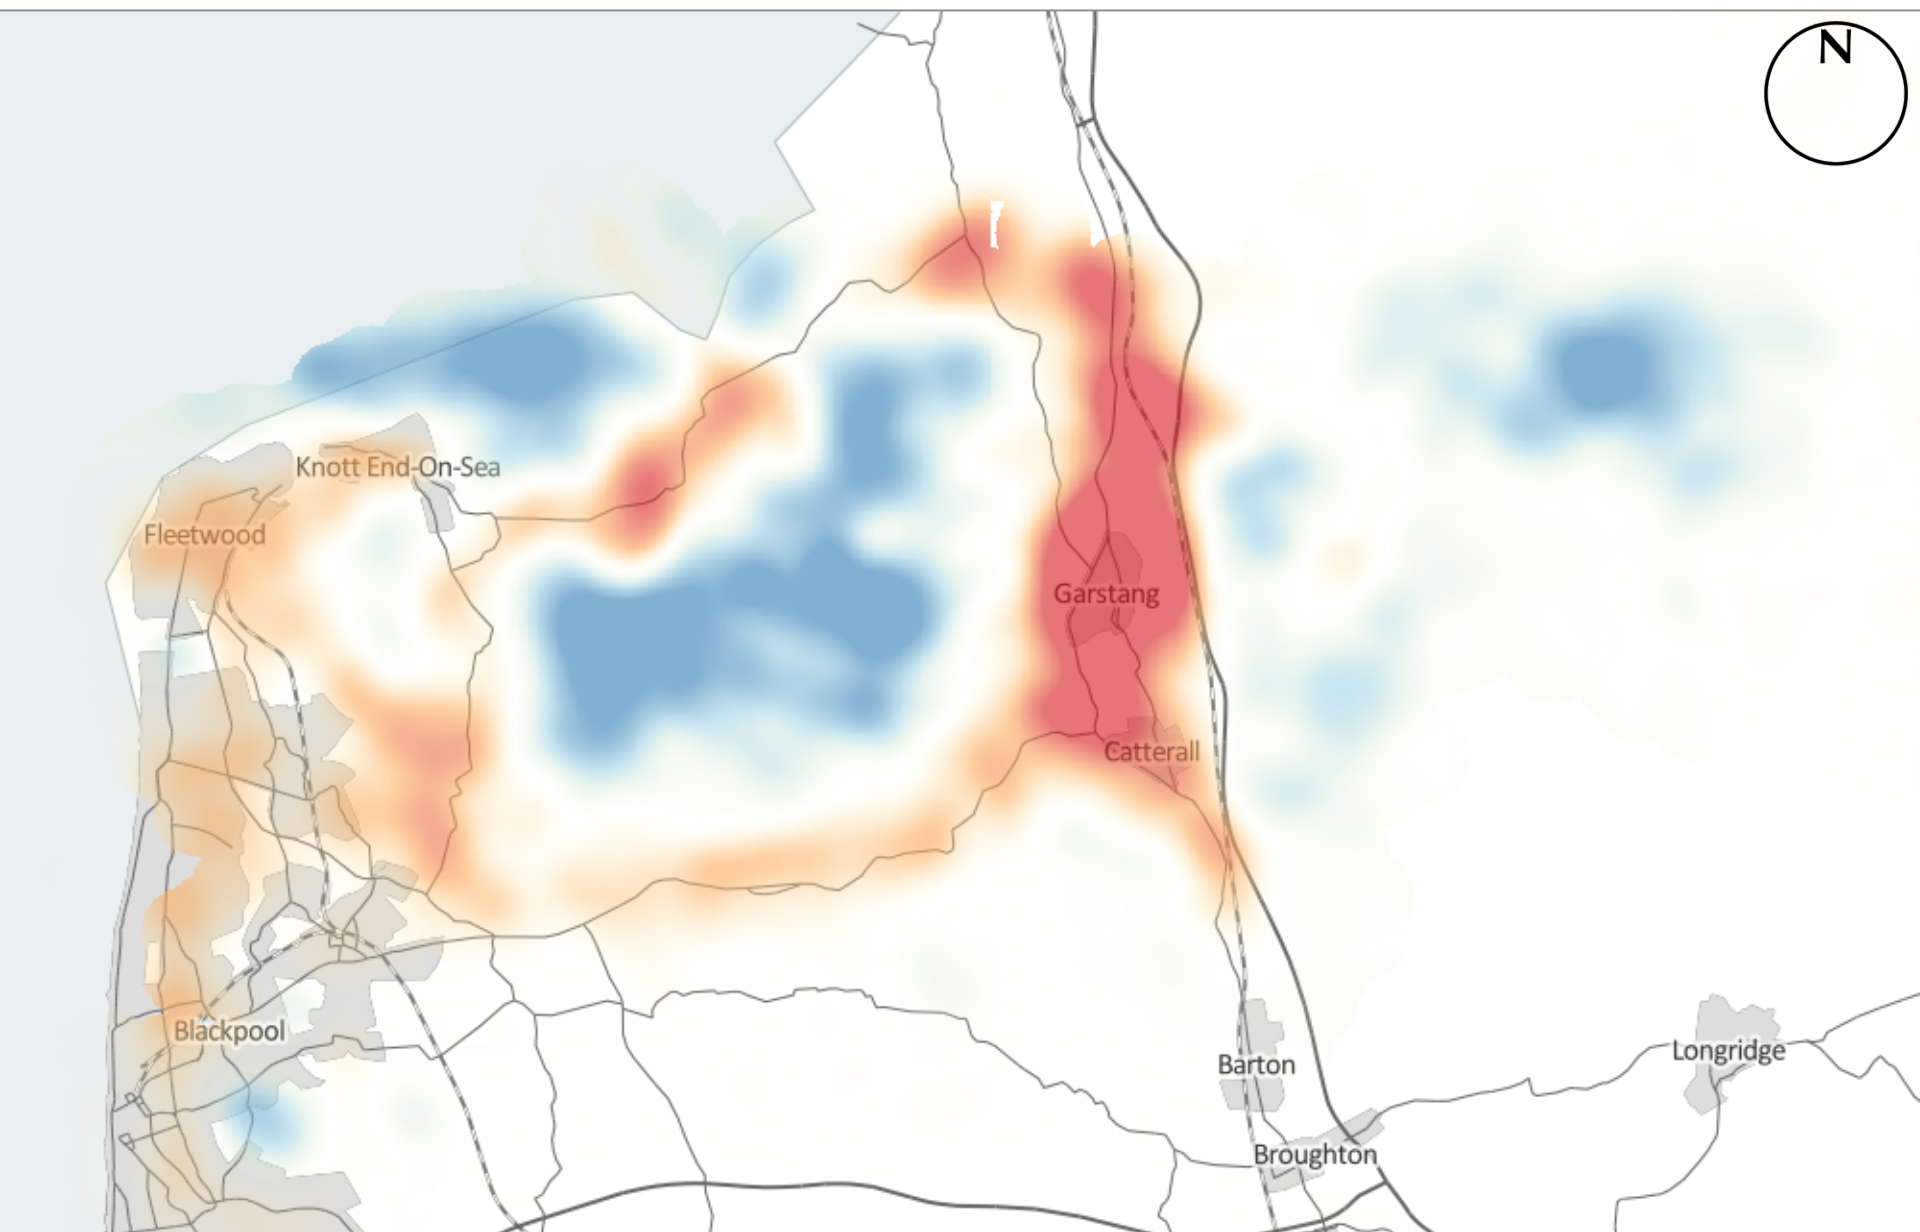 N
Knott End-On-Sea
Fleetwood
Garstang
Catterall
Blackpool
Barton
Longridge
Broughton